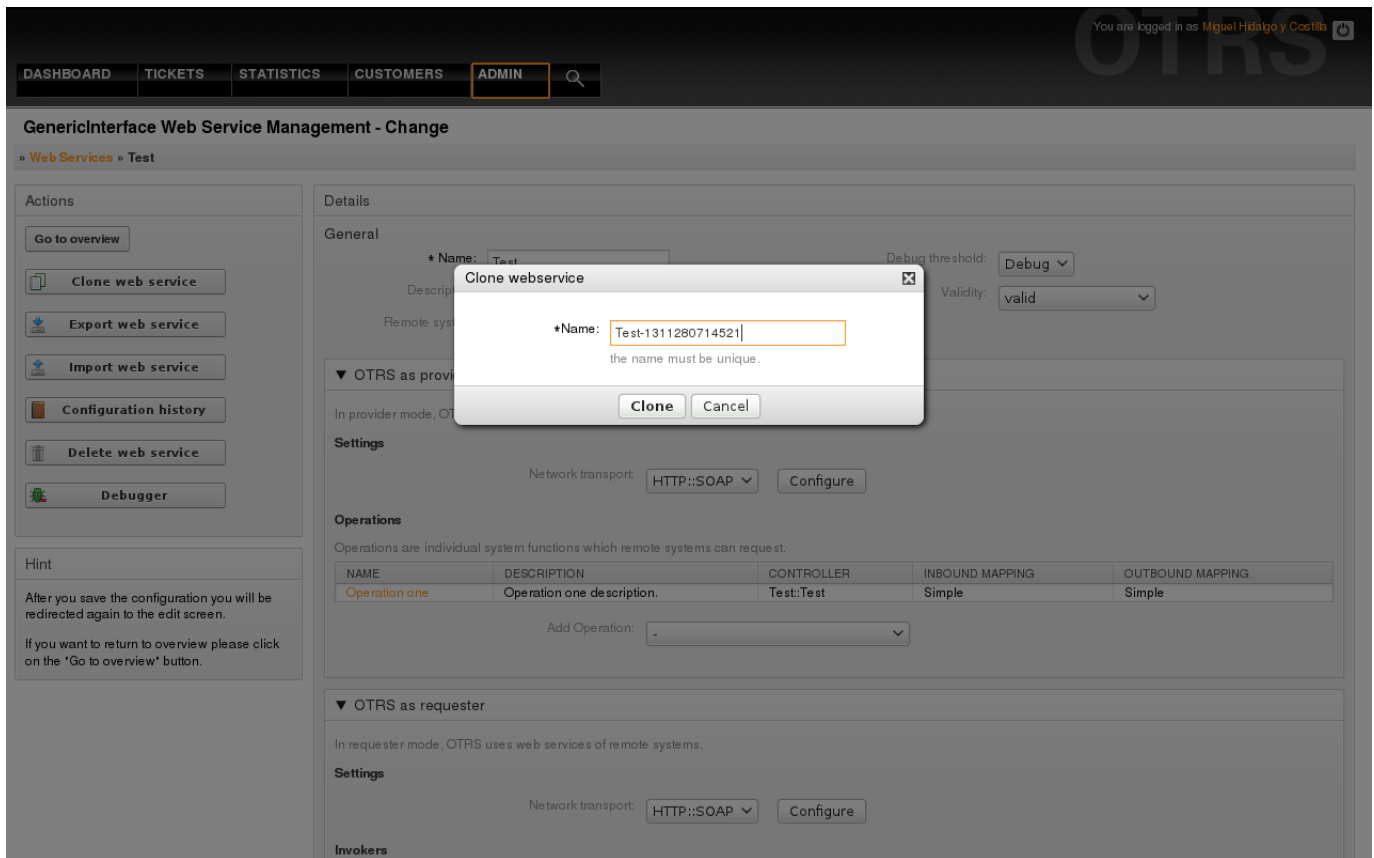 OTRS
You are logged in as Miguel Hidalgo y Costilla
DASHBOARD TICKETS STATISTICS CUSTOMERS ADMIN
GenericInterface Web Service Management - Change
» Web Services » Test
Actions
Go to overview
Clone web service
Export web service
Import web service
Configuration history
Delete web service
Debugger
Hint
After you save the configuration you will be
redirected again to the edit screen.
If you want to return to overview please click
on the "Go to overview" button.
Details
General
* Name: Test
Debug threshold: Debug
Descript
Validity: valid
Remote syst
Clone webservice
*Name: Test-1311280714521
the name must be unique.
Clone Cancel
▼ OTRS as provi
In provider mode, OT
Settings
Network transport: HTTP::SOAP Configure
Operations
Operations are individual system functions which remote systems can request.
NAME DESCRIPTION CONTROLLER INBOUND MAPPING OUTBOUND MAPPING
Operation one Operation one description. Test::Test Simple Simple
Add Operation: -
▼ OTRS as requester
In requester mode, OTRS uses web services of remote systems.
Settings
Network transport: HTTP::SOAP Configure
Invokers